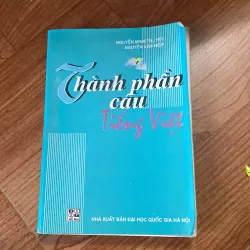 NGUYỄN MINH THUYẾT
NGUYỄN VĂN HIỆP
Thành phần
câu
Tiếng Việt
NHÀ XUẤT BẢN ĐẠI HỌC QUỐC GIA HÀ NỘI